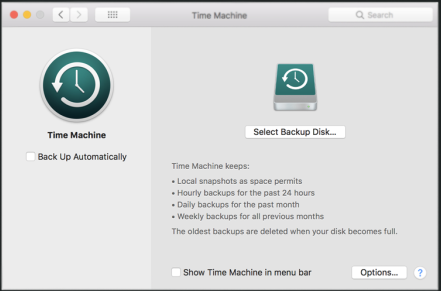 Time Machine
Search
Time Machine
Back Up Automatically
Select Backup Disk...
Time Machine keeps:
• Local snapshots as space permits
• Hourly backups for the past 24 hours
• Daily backups for the past month
• Weekly backups for all previous months
The oldest backups are deleted when your disk becomes full.
Show Time Machine in menu bar
Options...
?